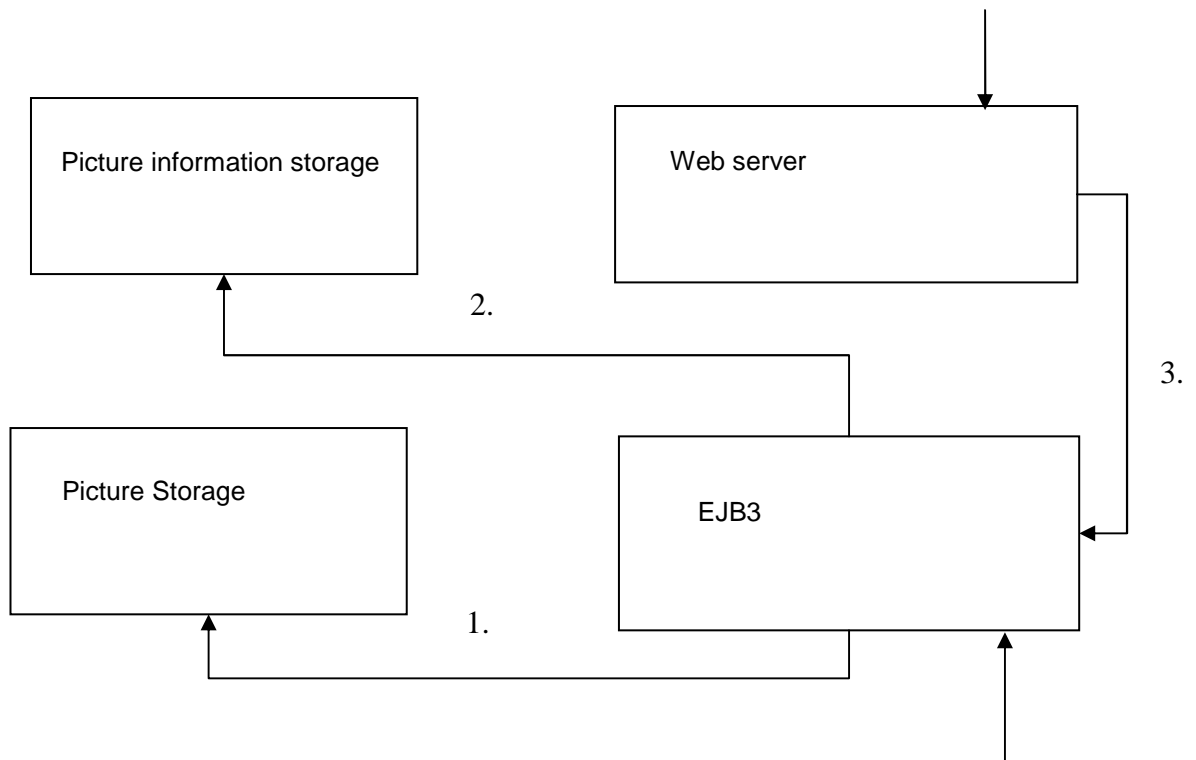 Picture information storage
Web server
2.
3.
Picture Storage
EJB3
1.